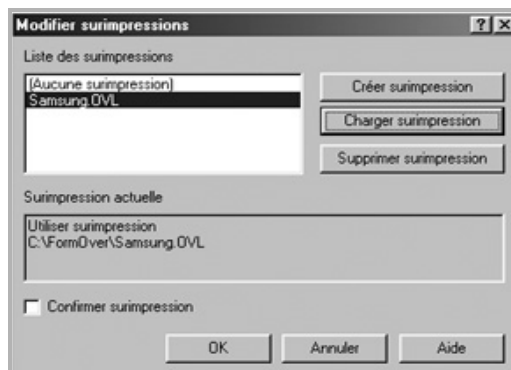 Modifier surimpressions
Liste des surimpressions
(Aucune surimpression)
Samsung.OVL
Créer surimpression
Charger surimpression
Supprimer surimpression
Surimpression actuelle
Utiliser surimpression
C:\FormOver\Samsung.OVL
Confirmer surimpression
OK
Annuler
Aide